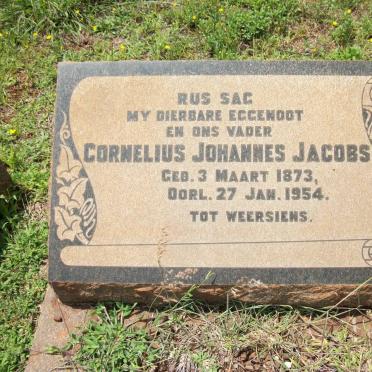 RUS SAG
MY DIERBARE EGGENOOT
EN ONS VADER
CORNELIUS JOHANNES JACOBS
GEB. 3 MAART 1873,
OORL. 27 JAN. 1954.
TOT WEERSIENS.